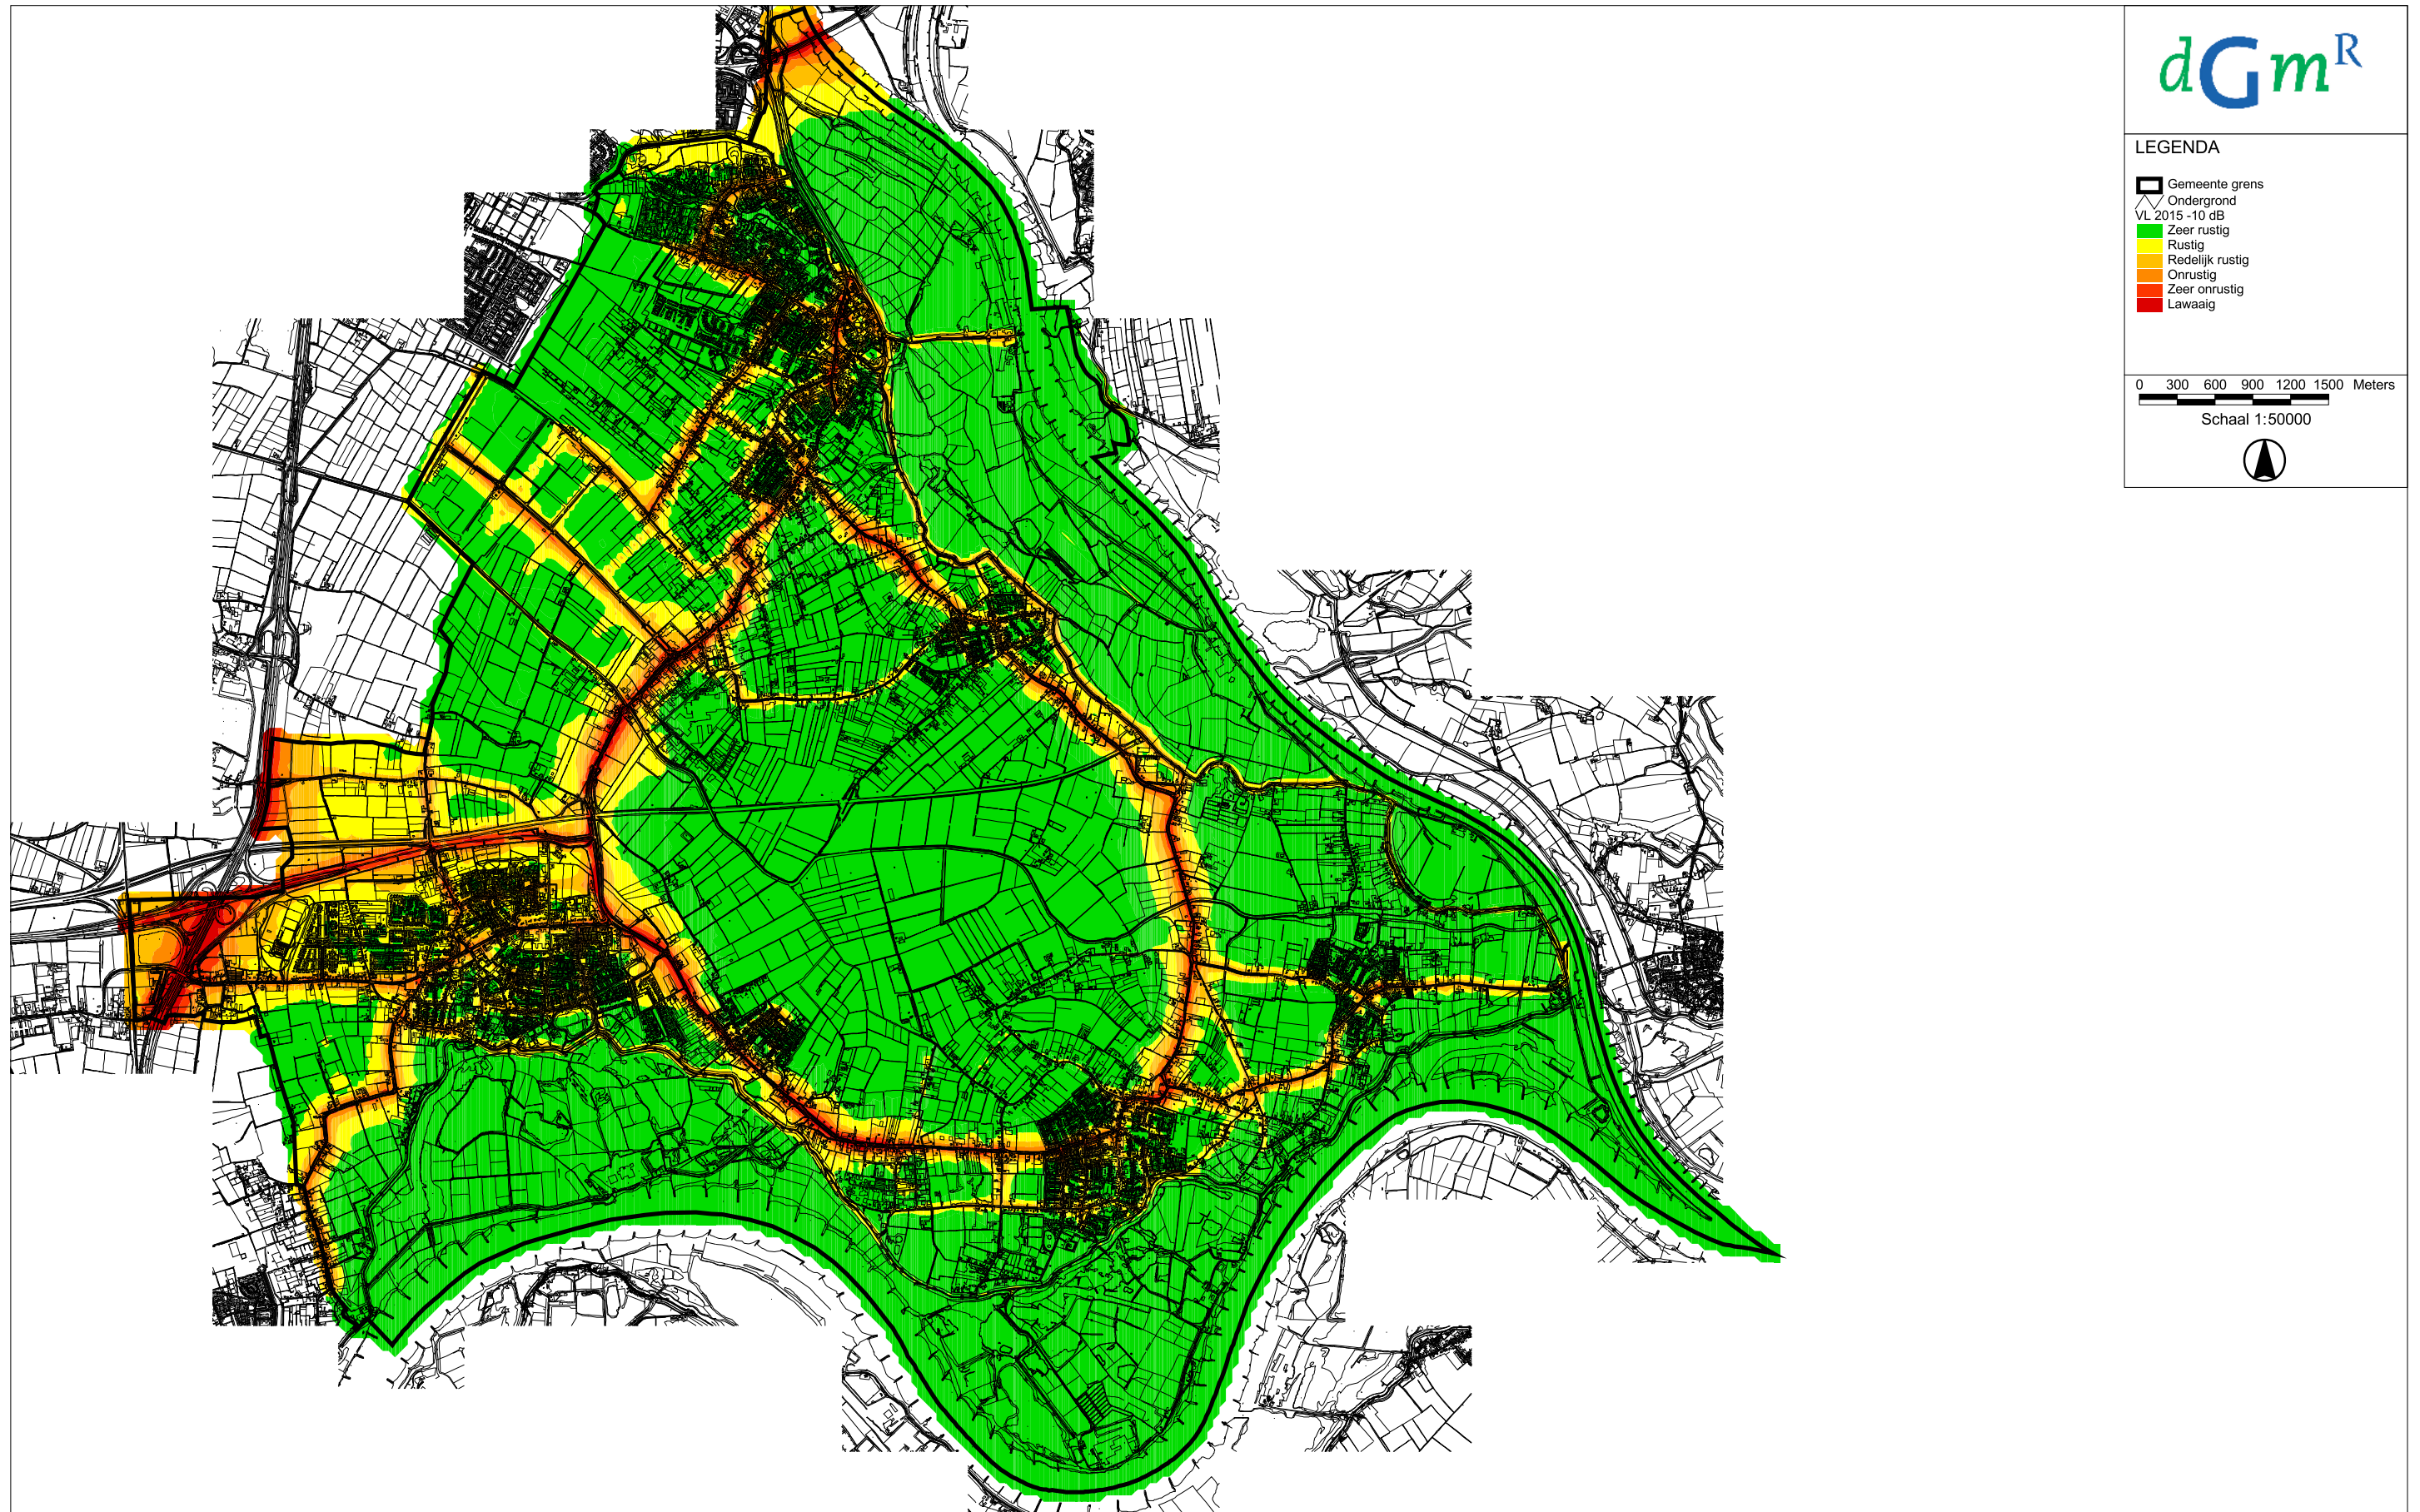 dGmR
LEGENDA
Gemeente grens
Ondergrond
VL 2015 -10 dB
Zeer rustig
Rustig
Redelijk rustig
Onrustig
Zeer onrustig
Lawaaig
0 300 600 900 1200 1500 Meters
Schaal 1:50000